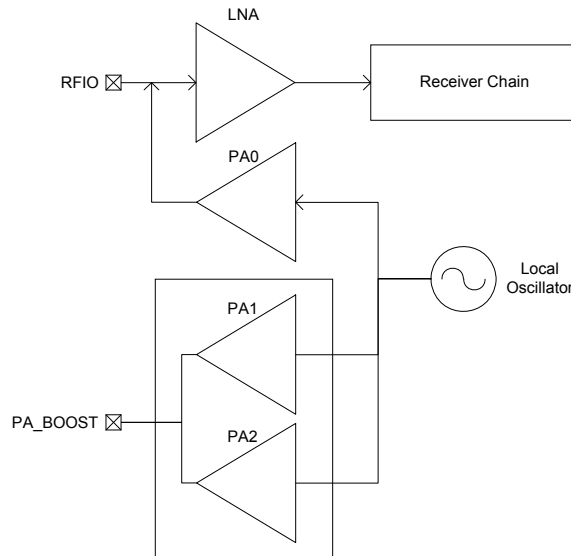 LNA
RFIO
Receiver Chain
PA0
Local
Oscillator
PA1
PA_BOOST
PA2